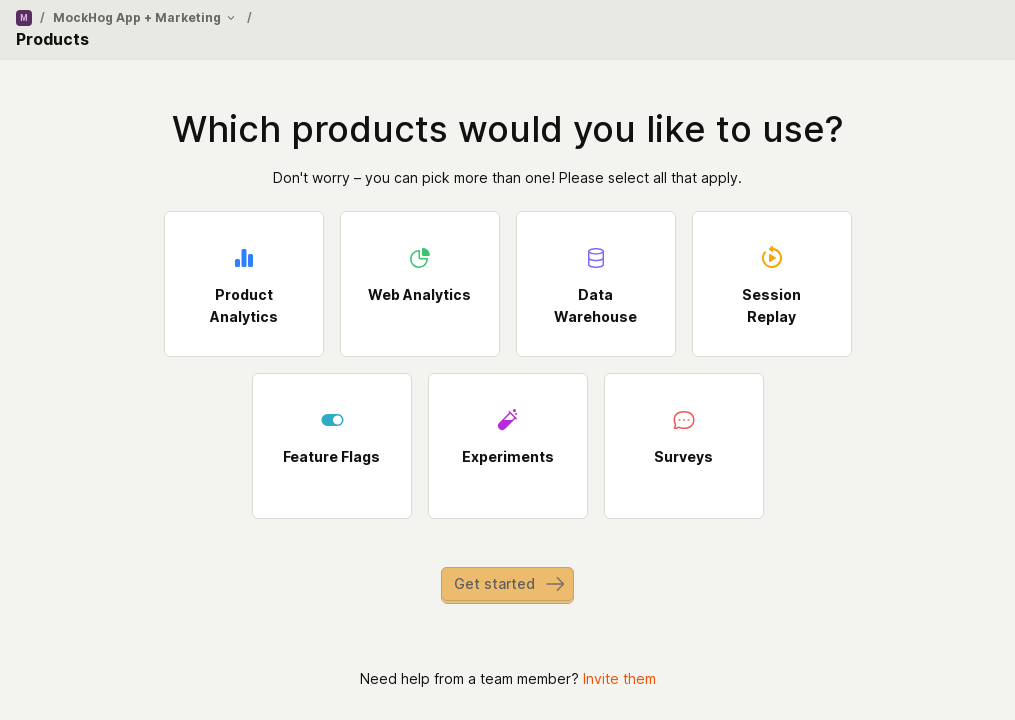 M / MockHog App + Marketing /
Products
Which products would you like to use?
Don't worry – you can pick more than one! Please select all that apply.
Product
Analytics
Web Analytics
Data
Warehouse
Session
Replay
Feature Flags
Experiments
Surveys
Get started
Need help from a team member? Invite them